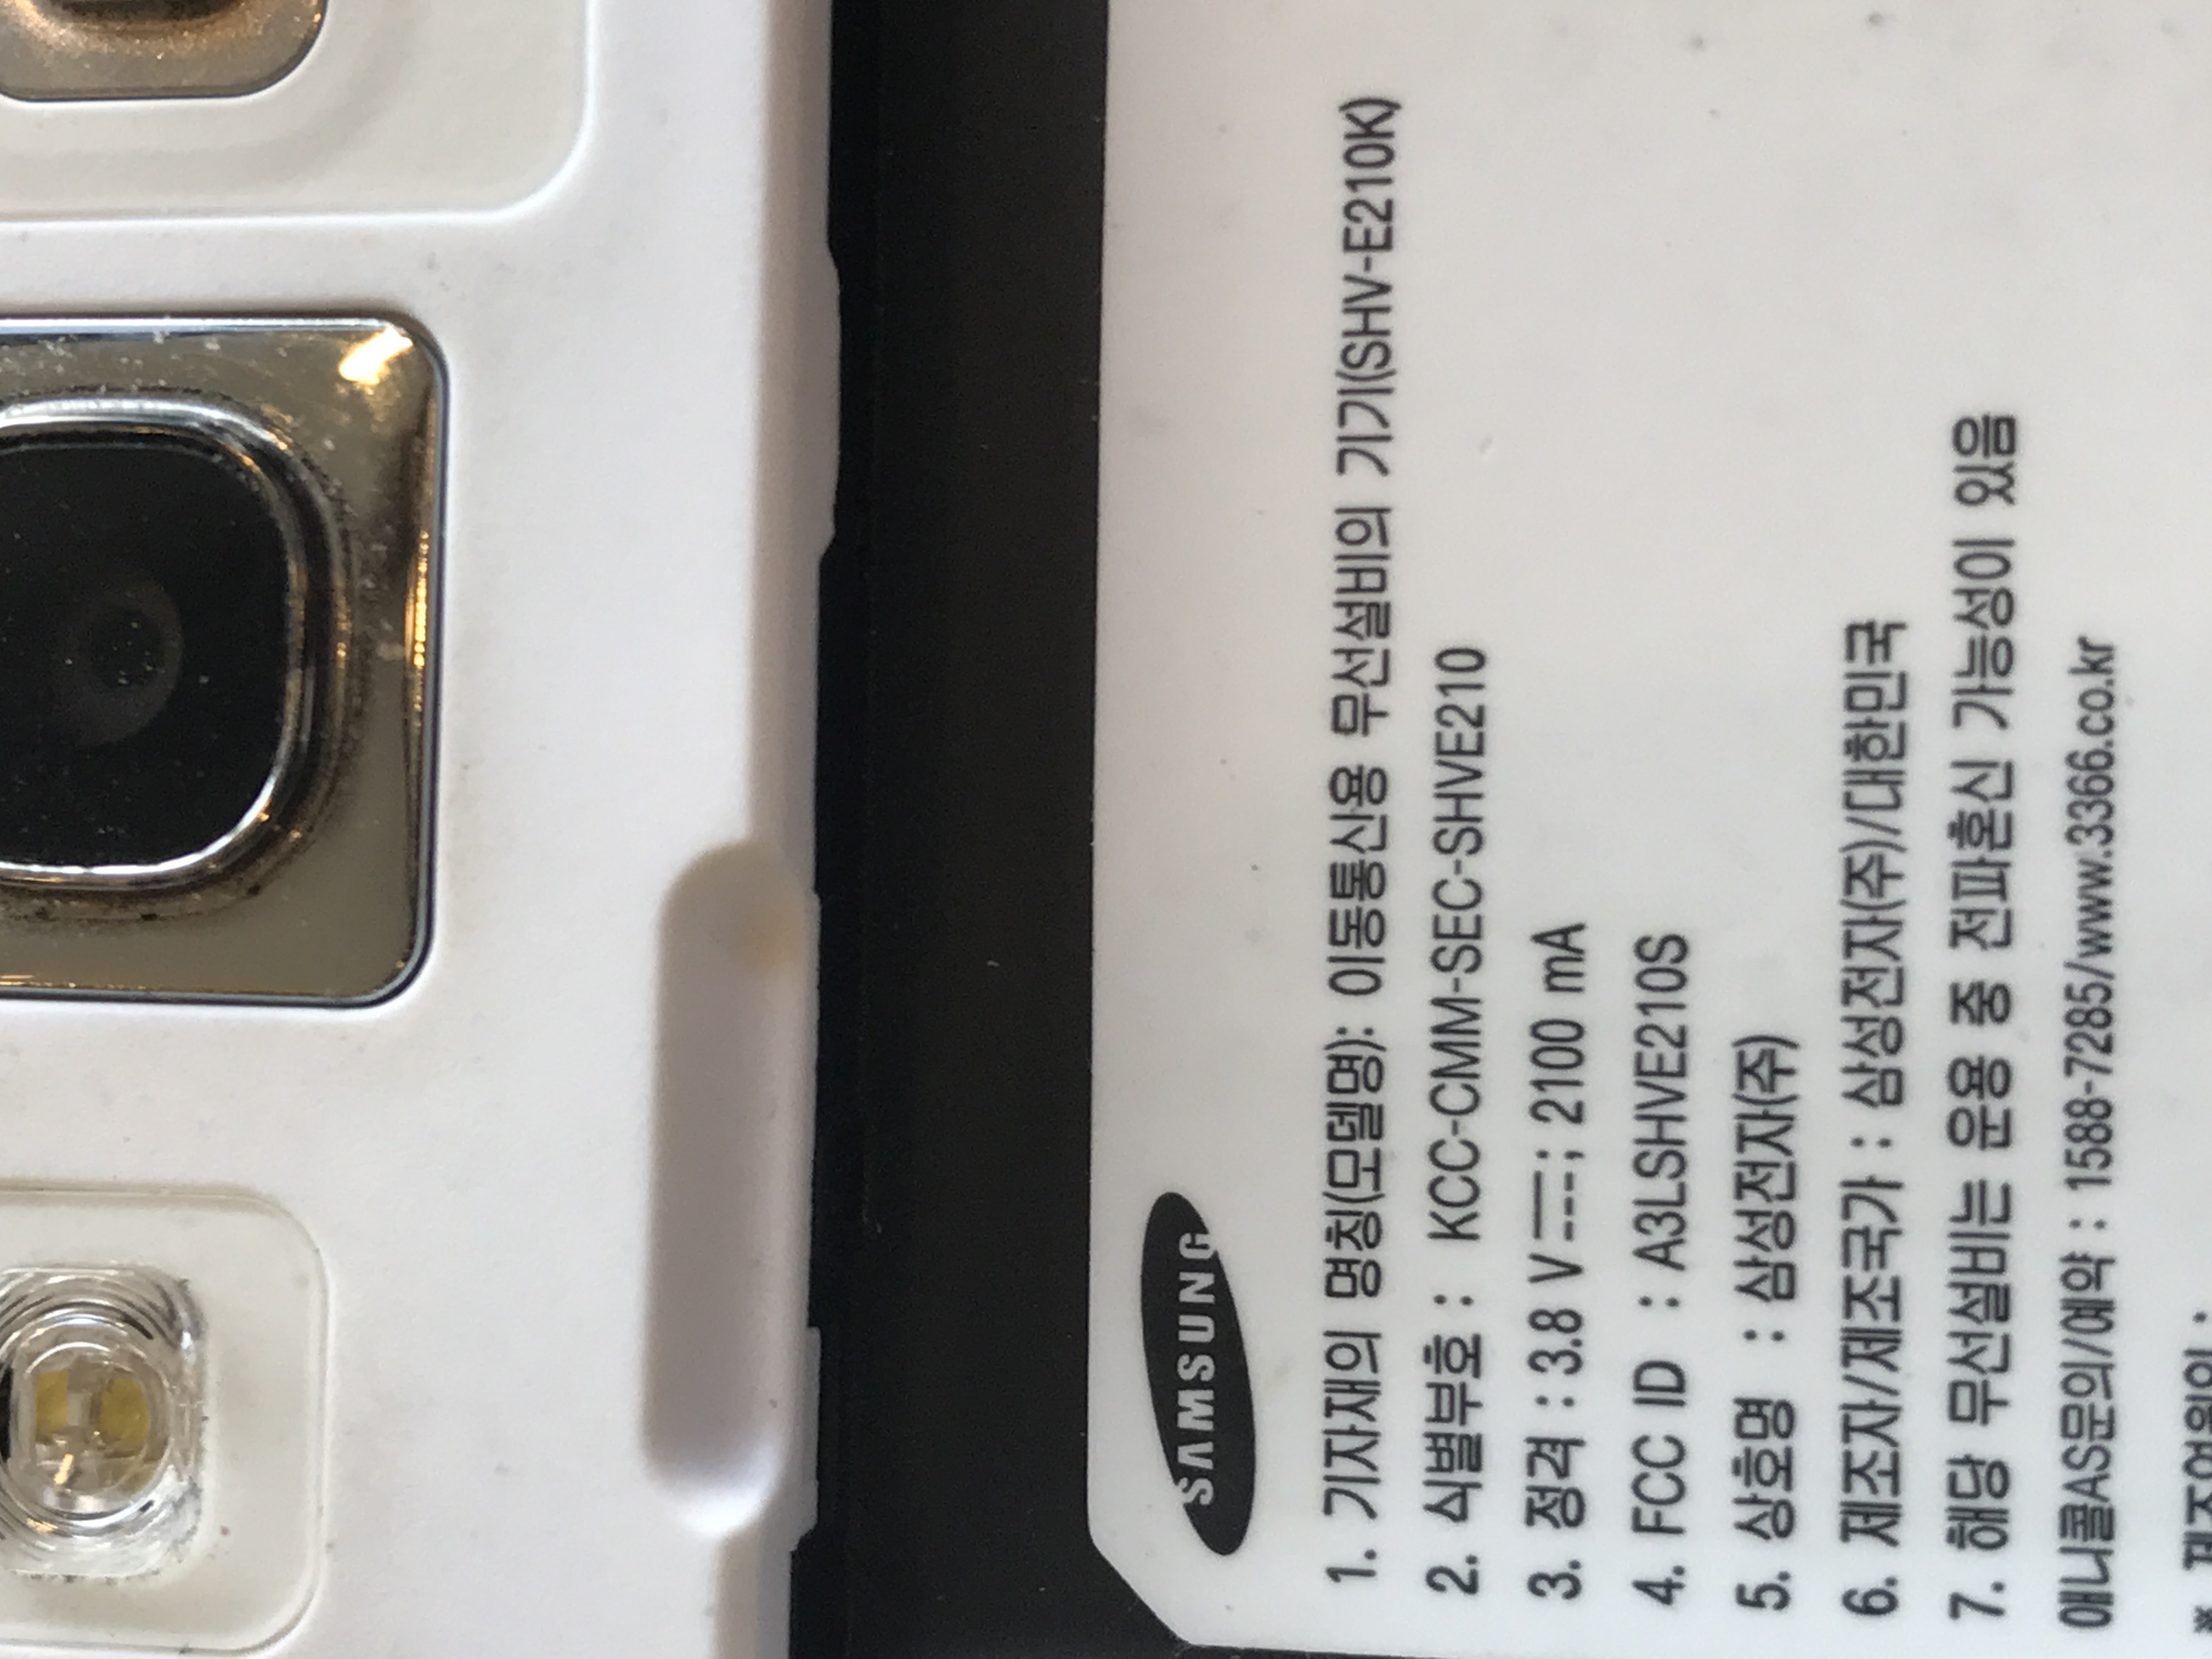 SAMSUNG
1. 기자재의 명칭(모델명): 이동통신용 무선설비의 기기(SHV-E210K)
2. 식별부호 : KCC-CMM-SEC-SHVE210
3. 정격 : 3.8 V ⎓; 2100 mA
4. FCC ID : A3LSHVE210S
5. 상호명 : 삼성전자(주)
6. 제조자/제조국가 : 삼성전자(주)/대한민국
7. 해당 무선설비는 운용 중 전파혼신 가능성이 있음
애니콜AS문의/예약 : 1588-7285/www.3366.co.kr
※ 제조연월일 :